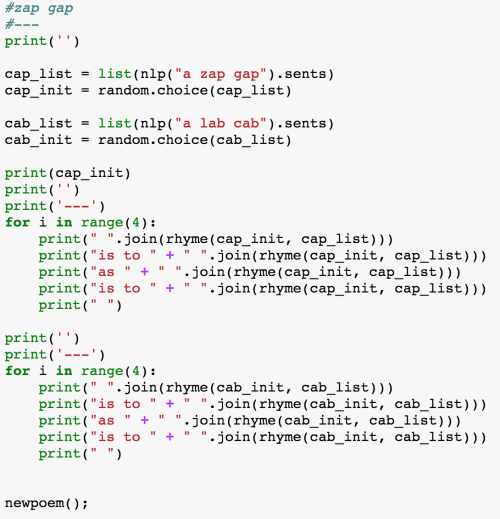 #zap gap
#---
print('')

cap_list = list(nlp("a zap gap").sents)
cap_init = random.choice(cap_list)

cab_list = list(nlp("a lab cab").sents)
cab_init = random.choice(cab_list)

print(cap_init)
print('')
print('---')
for i in range(4):
    print(" ".join(rhyme(cap_init, cap_list)))
    print("is to " + " ".join(rhyme(cap_init, cap_list)))
    print("as " + " ".join(rhyme(cap_init, cap_list)))
    print("is to " + " ".join(rhyme(cap_init, cap_list)))
    print(" ")

print('')
print('---')
for i in range(4):
    print(" ".join(rhyme(cab_init, cab_list)))
    print("is to " + " ".join(rhyme(cab_init, cab_list)))
    print("as " + " ".join(rhyme(cab_init, cab_list)))
    print("is to " + " ".join(rhyme(cab_init, cab_list)))
    print(" ")


newpoem();